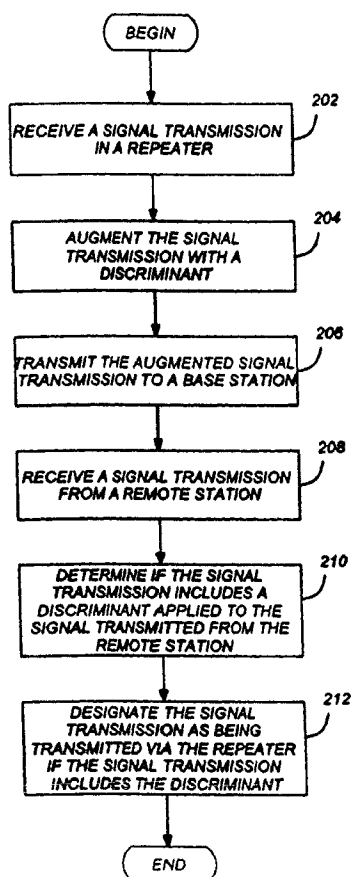 BEGIN
202
RECEIVE A SIGNAL TRANSMISSION
IN A REPEATER
204
AUGMENT THE SIGNAL
TRANSMISSION WITH A
DISCRIMINANT
206
TRANSMIT THE AUGMENTED SIGNAL
TRANSMISSION TO A BASE STATION
208
RECEIVE A SIGNAL TRANSMISSION
FROM A REMOTE STATION
210
DETERMINE IF THE SIGNAL
TRANSMISSION INCLUDES A
DISCRIMINANT APPLIED TO THE
SIGNAL TRANSMITTED FROM THE
REMOTE STATION
212
DESIGNATE THE SIGNAL
TRANSMISSION AS BEING
TRANSMITTED VIA THE REPEATER
IF THE SIGNAL TRANSMISSION
INCLUDES THE DISCRIMINANT
END